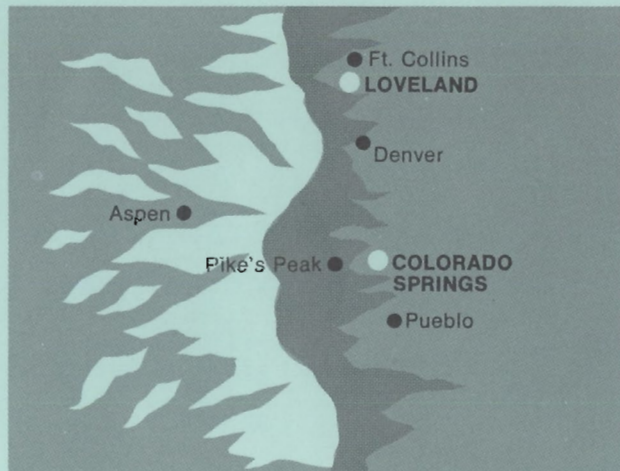 Ft. Collins
LOVELAND
Denver
Aspen
Pike's Peak
COLORADO
SPRINGS
Pueblo